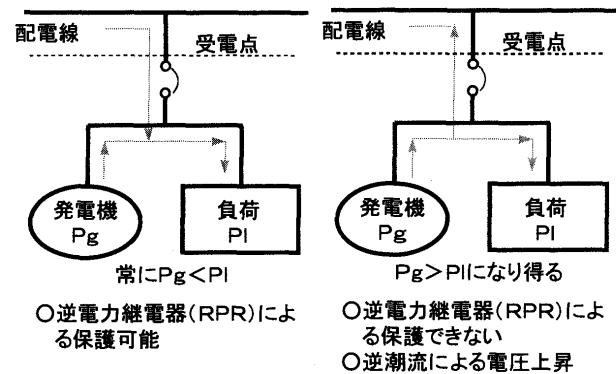 配電線
受電点
発電機
Pg
負荷
Pl
常にPg<Pl
○逆電力継電器(RPR)によ
る保護可能
配電線
受電点
発電機
Pg
負荷
Pl
Pg>Plになり得る
○逆電力継電器(RPR)によ
る保護できない
○逆潮流による電圧上昇